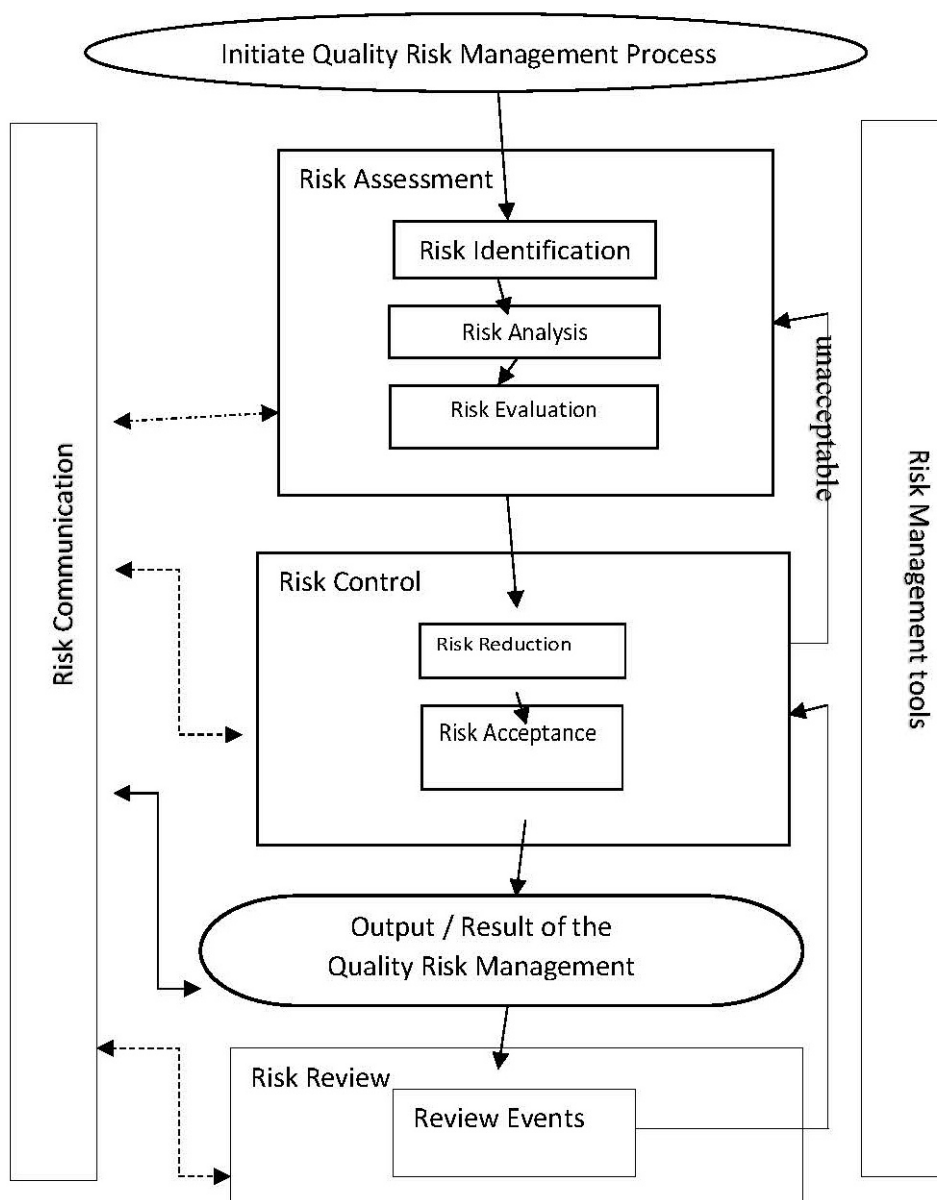 Initiate Quality Risk Management Process
Risk Assessment
Risk Identification
Risk Analysis
Risk Evaluation
unacceptable
Risk Communication
Risk Management tools
Risk Control
Risk Reduction
Risk Acceptance
Output / Result of the
Quality Risk Management
Risk Review
Review Events